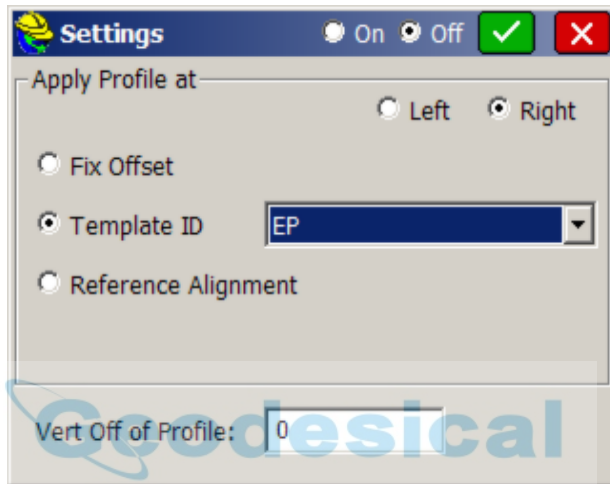 Settings On Off
Apply Profile at
Left Right
Fix Offset
Template ID EP
Reference Alignment
Vert Off of Profile: 0
Geodesical